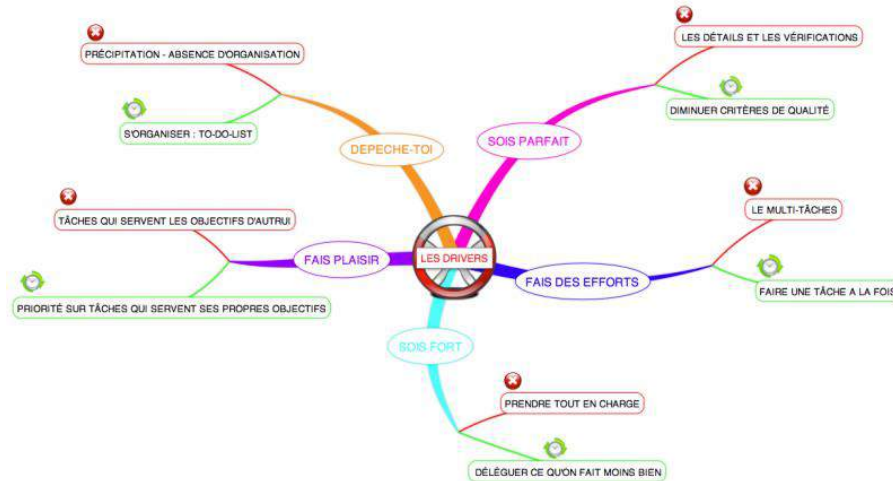 LES DRIVERS
SOIS PARFAIT
LES DÉTAILS ET LES VÉRIFICATIONS
DIMINUER CRITÈRES DE QUALITÉ
FAIS DES EFFORTS
LE MULTI-TÂCHES
FAIRE UNE TÂCHE A LA FOIS
SOIS FORT
PRENDRE TOUT EN CHARGE
DÉLÉGUER CE QU'ON FAIT MOINS BIEN
FAIS PLAISIR
TÂCHES QUI SERVENT LES OBJECTIFS D'AUTRUI
PRIORITÉ SUR TÂCHES QUI SERVENT SES PROPRES OBJECTIFS
DEPECHE-TOI
PRÉCIPITATION - ABSENCE D'ORGANISATION
S'ORGANISER : TO-DO-LIST